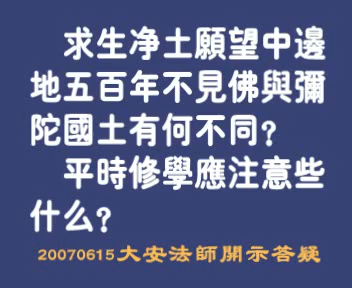 求生净土願望中邊
地五百年不見佛與彌
陀國土有何不同？
平時修學應注意些
什么？
20070615大安法師開示答疑